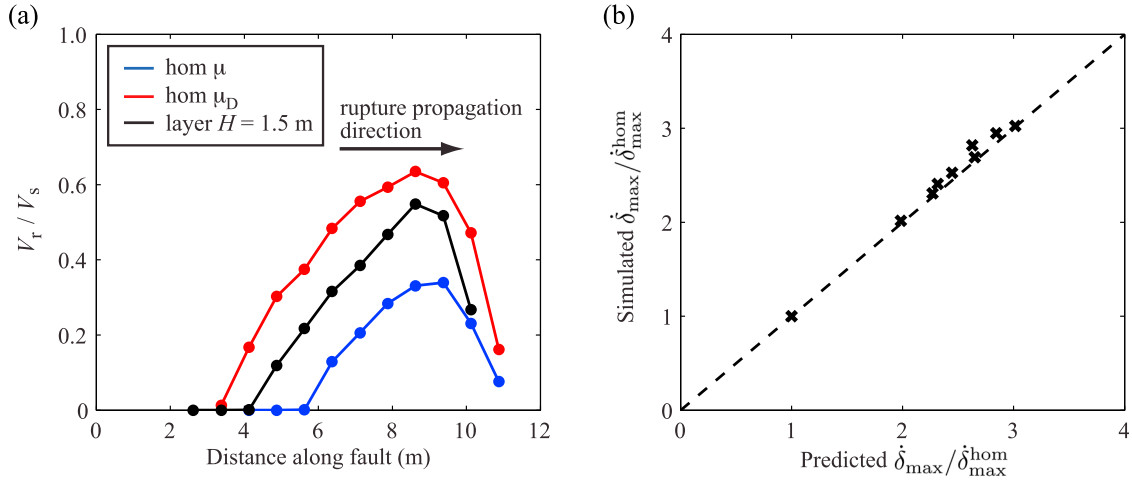 (a)
1.0
0.8
0.6
0.4
0.2
0
V_r / V_s
hom μ
hom μ_D
layer H = 1.5 m
rupture propagation
direction
0 2 4 6 8 10 12
Distance along fault (m)
(b)
4
3
2
1
0
Simulated δ̇_max/δ̇_max^hom
0 1 2 3 4
Predicted δ̇_max/δ̇_max^hom